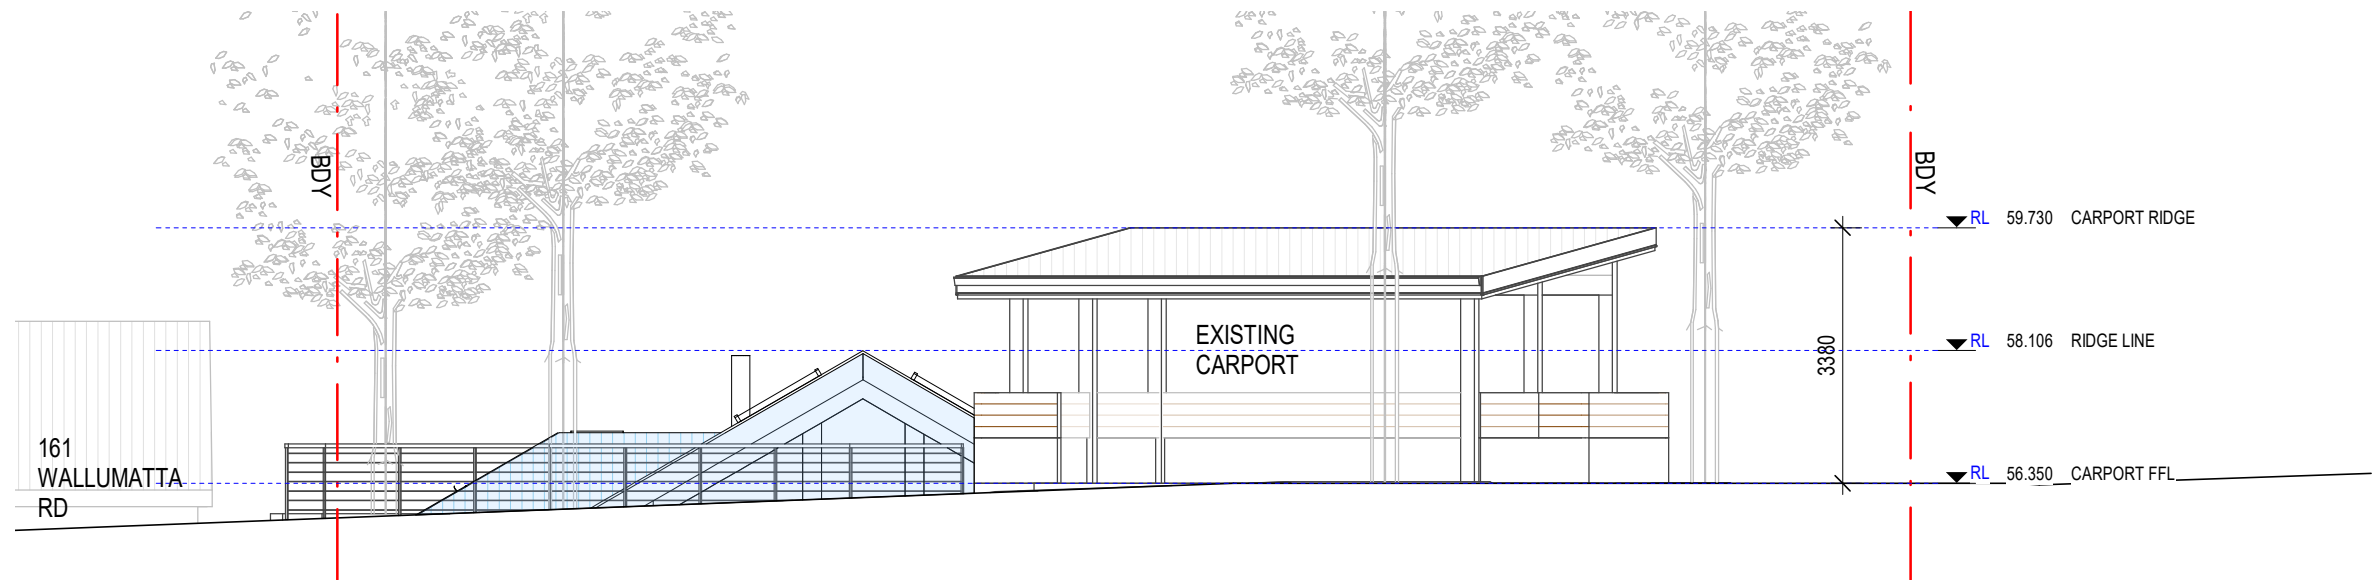 BDY
BDY
RL 59.730 CARPORT RIDGE
EXISTING
CARPORT
3380
RL 58.106 RIDGE LINE
161
WALLUMATTA
RD
RL 56.350 CARPORT FFL